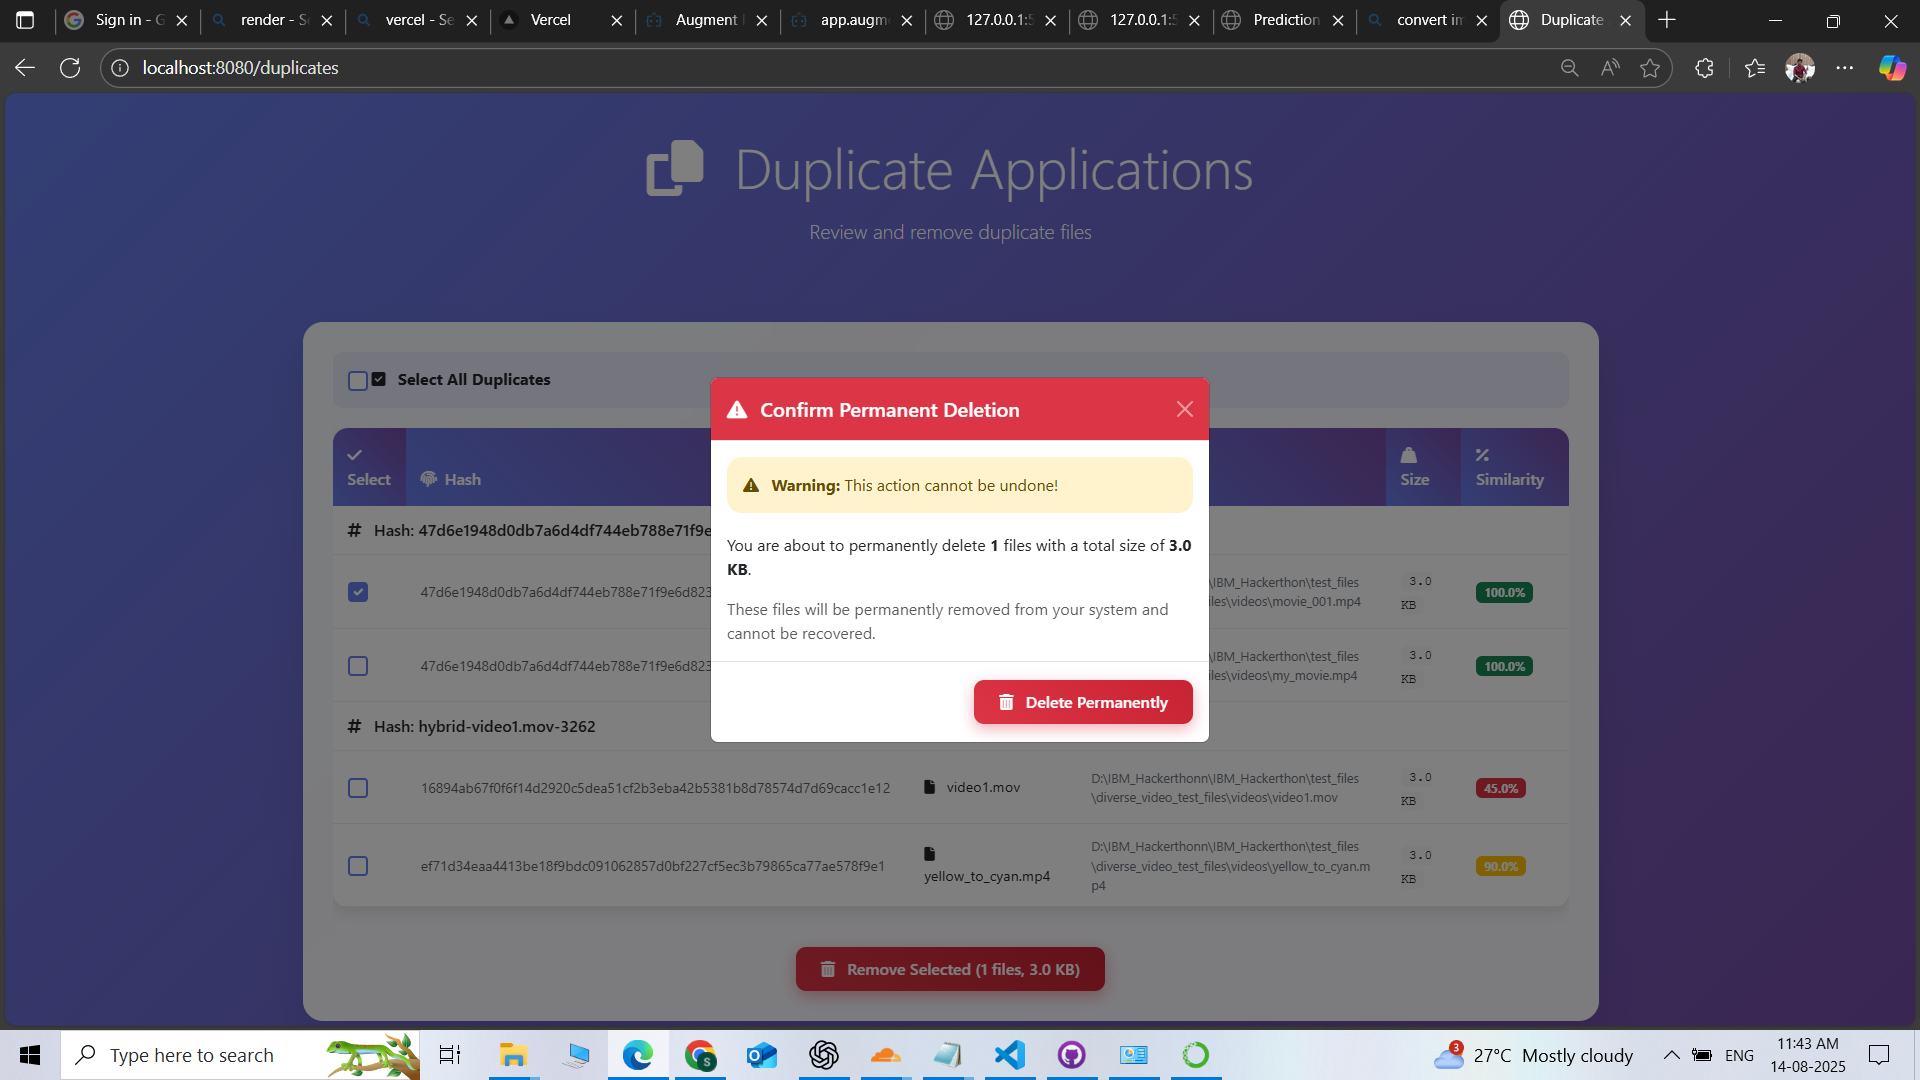 Sign in - G
render - Se
vercel - Se
Vercel
Augment
app.augme
127.0.0.1:5
127.0.0.1:5
Prediction
convert im
Duplicate
localhost:8080/duplicates
Duplicate Applications
Review and remove duplicate files
Select All Duplicates
Select
Hash
Size
Similarity
Confirm Permanent Deletion
Warning: This action cannot be undone!
You are about to permanently delete 1 files with a total size of 3.0
KB.
These files will be permanently removed from your system and
cannot be recovered.
Delete Permanently
# Hash: 47d6e1948d0db7a6d4df744eb788e71f9e
47d6e1948d0db7a6d4df744eb788e71f9e6d823
\IBM_Hackerthon\test_files
iles\videos\movie_001.mp4
3.0
KB
100.0%
47d6e1948d0db7a6d4df744eb788e71f9e6d823
\IBM_Hackerthon\test_files
iles\videos\my_movie.mp4
3.0
KB
100.0%
# Hash: hybrid-video1.mov-3262
16894ab67f0f6f14d2920c5dea51cf2b3eba42b5381b8d78574d7d69cacc1e12
video1.mov
D:\IBM_Hackerthonn\IBM_Hackerthon\test_files
\diverse_video_test_files\videos\video1.mov
3.0
KB
45.0%
ef71d34eaa4413be18f9bdc091062857d0bf227cf5ec3b79865ca77ae578f9e1
yellow_to_cyan.mp4
D:\IBM_Hackerthonn\IBM_Hackerthon\test_files
\diverse_video_test_files\videos\yellow_to_cyan.m
p4
3.0
KB
90.0%
Remove Selected (1 files, 3.0 KB)
Type here to search
3
27°C Mostly cloudy
ENG
11:43 AM
14-08-2025